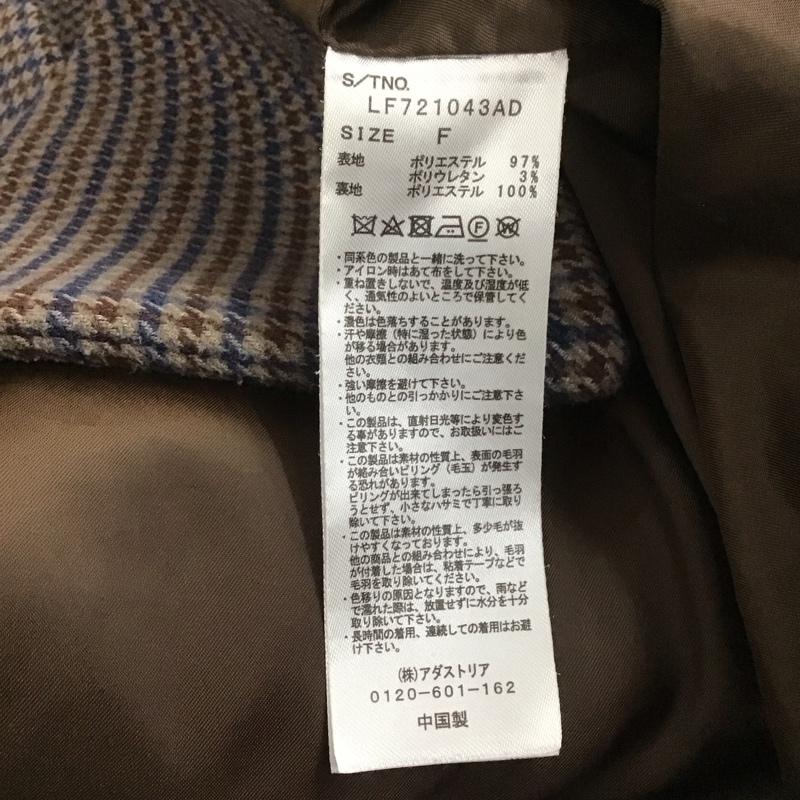 S/TNO.
LF721043AD
SIZE F
表地 ポリエステル 97%
ポリウレタン 3%
裏地 ポリエステル 100%
・同系色の製品と一緒に洗って下さい。
・アイロン時はあて布をして下さい。
・重ね置きしないで、温度及び湿度が低
く、通気性のよいところで保管してく
ださい。
・濃色は色落ちすることがあります。
・汗や摩擦（特に湿った状態）により色
が移る場合があります。
他の衣類との組み合わせにご注意くだ
さい。
・強い摩擦を避けて下さい。
・他のものとの引っかかりにご注意下さ
い。
・この製品は、直射日光等により変色す
る事がありますので、お取扱いにはご
注意下さい。
・この製品は素材の性質上、表面の毛羽
が絡み合いピリング（毛玉）が発生す
る恐れがあります。
ピリングが出来てしまったら引っ張ろ
うとせず、小さなハサミで丁寧に取り
除いて下さい。
・この製品は素材の性質上、多少毛が抜
けやすくなっております。
他の商品との組み合わせにより、毛羽
が付着した場合は、粘着テープなどで
毛羽を取り除いてください。
・色移りの原因となりますので、雨など
で濡れた際は、放置せずに水分を十分
取り除いて下さい。
・長時間の着用、連続しての着用はお避
け下さい。
(株)アダストリア
0120-601-162
中国製